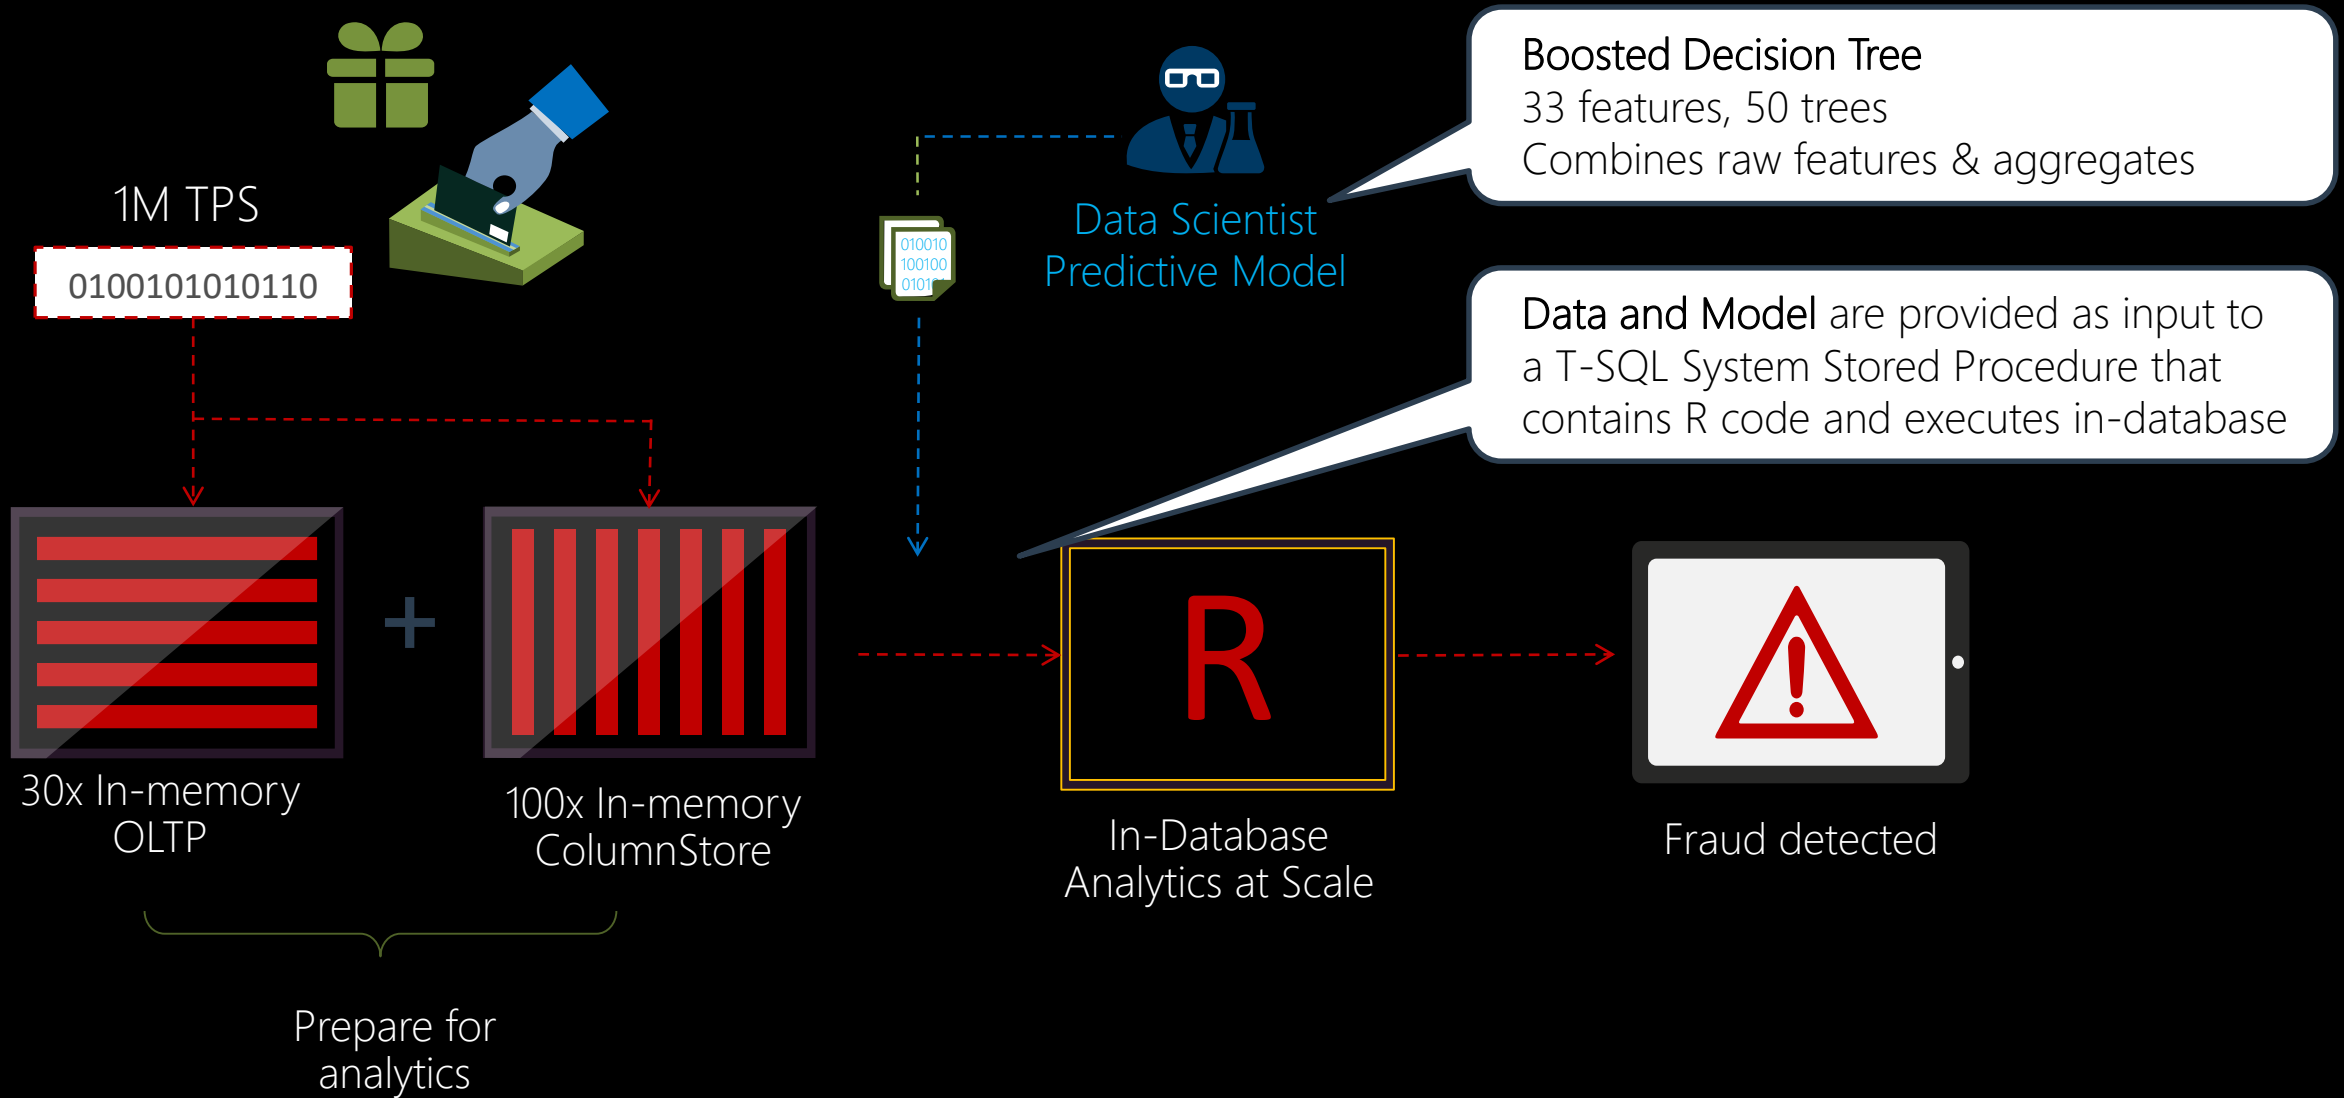 1M TPS
0100101010110
010010
100100
Data Scientist
Predictive Model
Boosted Decision Tree
33 features, 50 trees
Combines raw features & aggregates
Data and Model are provided as input to
a T-SQL System Stored Procedure that
contains R code and executes in-database
30x In-memory
OLTP
100x In-memory
ColumnStore
R
In-Database
Analytics at Scale
Fraud detected
Prepare for
analytics